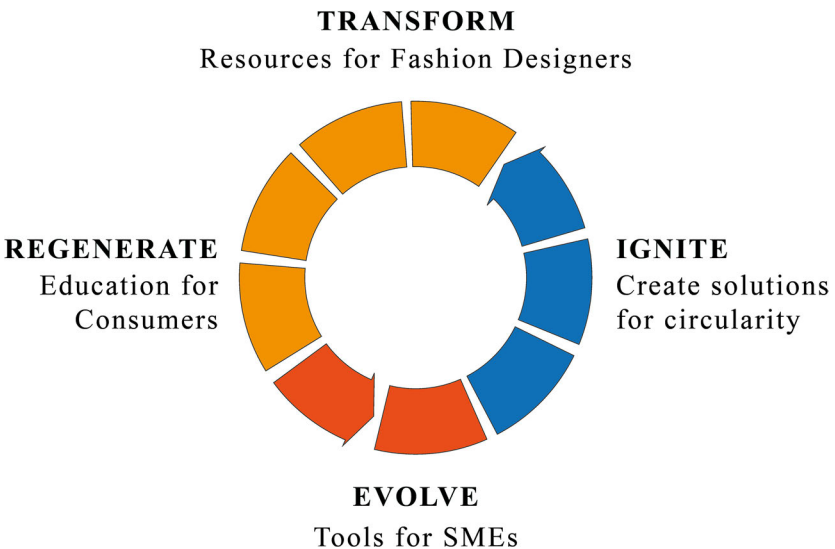 TRANSFORM
Resources for Fashion Designers
REGENERATE
Education for
Consumers
IGNITE
Create solutions
for circularity
EVOLVE
Tools for SMEs